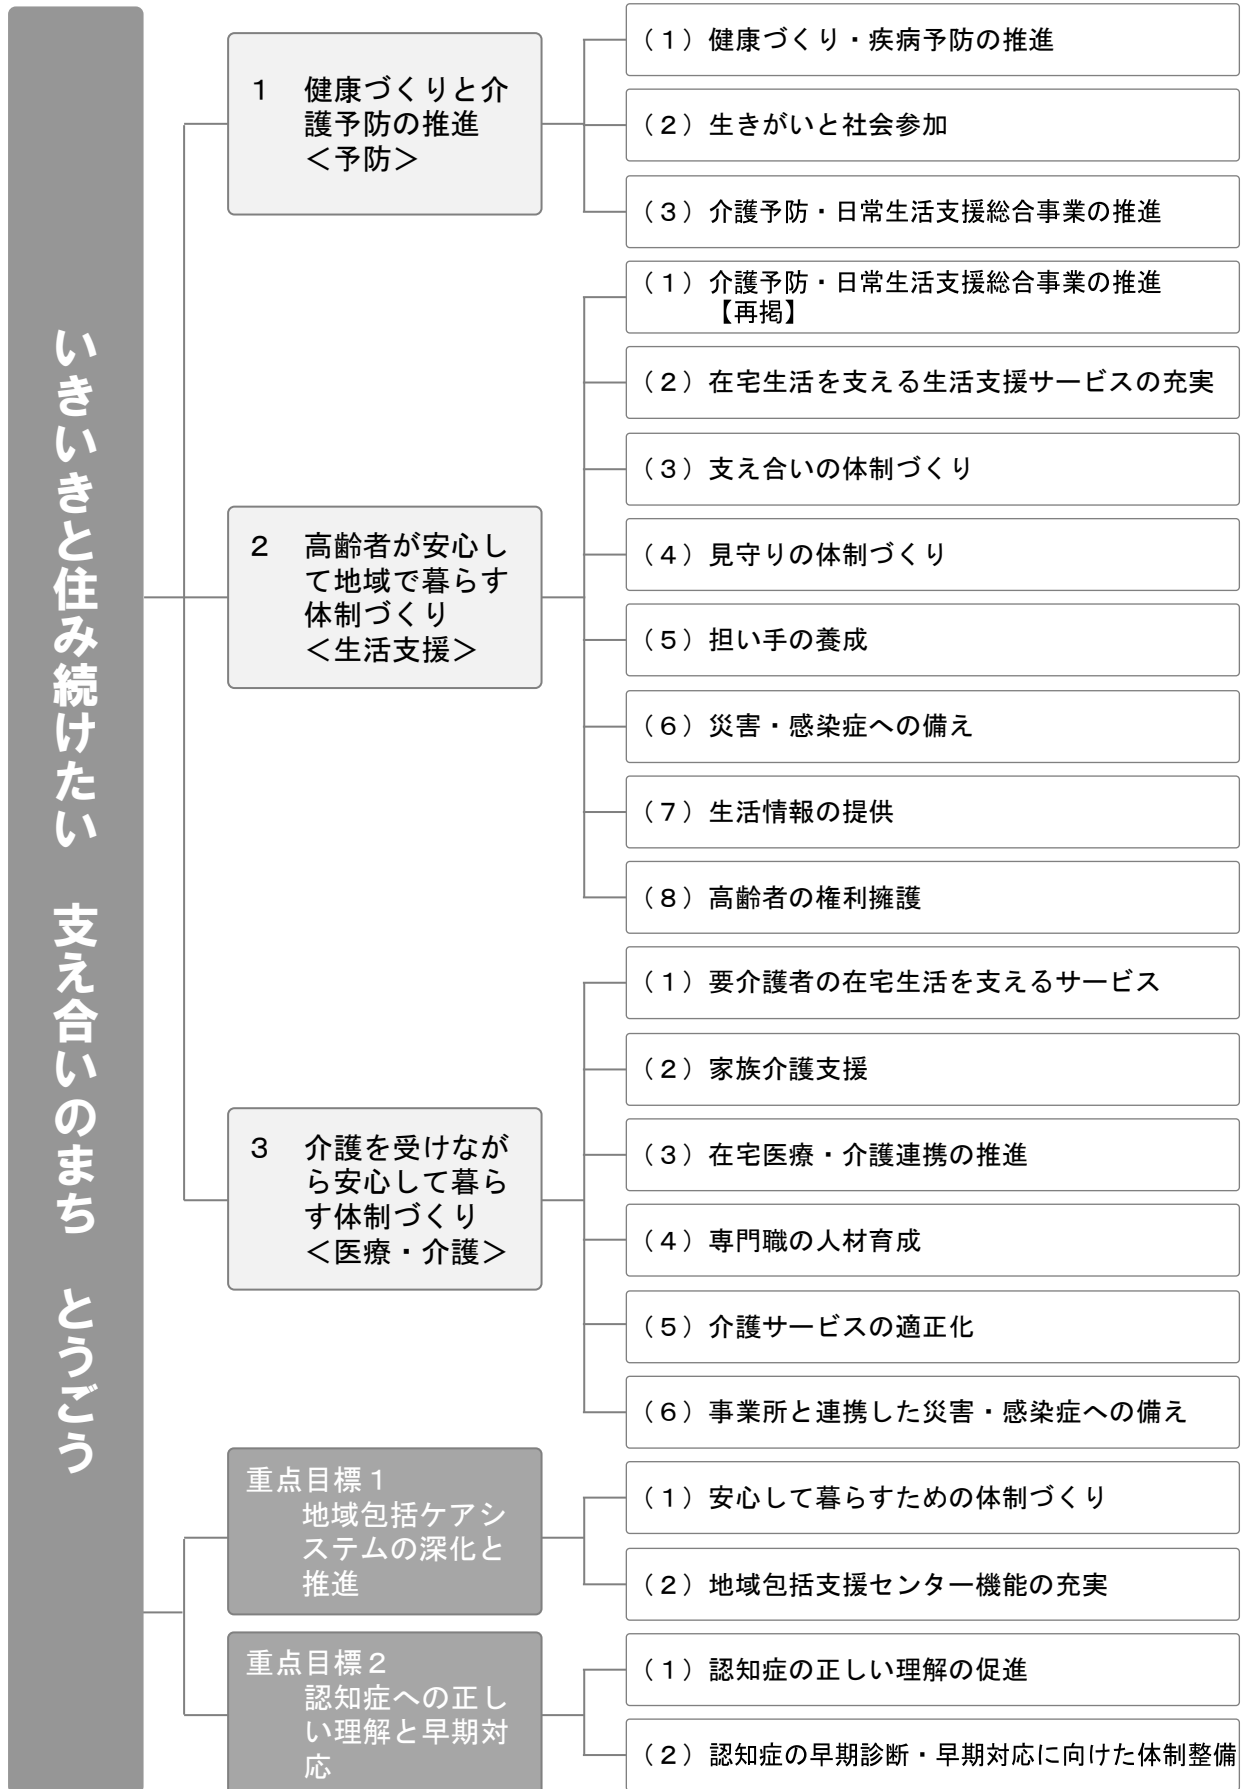 いきいきと住み続けたい　支え合いのまち　とうごう
１　健康づくりと介
護予防の推進
＜予防＞
（１）健康づくり・疾病予防の推進
（２）生きがいと社会参加
（３）介護予防・日常生活支援総合事業の推進
２　高齢者が安心し
て地域で暮らす
体制づくり
＜生活支援＞
（１）介護予防・日常生活支援総合事業の推進
【再掲】
（２）在宅生活を支える生活支援サービスの充実
（３）支え合いの体制づくり
（４）見守りの体制づくり
（５）担い手の養成
（６）災害・感染症への備え
（７）生活情報の提供
（８）高齢者の権利擁護
３　介護を受けなが
ら安心して暮ら
す体制づくり
＜医療・介護＞
（１）要介護者の在宅生活を支えるサービス
（２）家族介護支援
（３）在宅医療・介護連携の推進
（４）専門職の人材育成
（５）介護サービスの適正化
（６）事業所と連携した災害・感染症への備え
重点目標１
地域包括ケアシ
ステムの深化と
推進
（１）安心して暮らすための体制づくり
（２）地域包括支援センター機能の充実
重点目標２
認知症への正し
い理解と早期対
応
（１）認知症の正しい理解の促進
（２）認知症の早期診断・早期対応に向けた体制整備